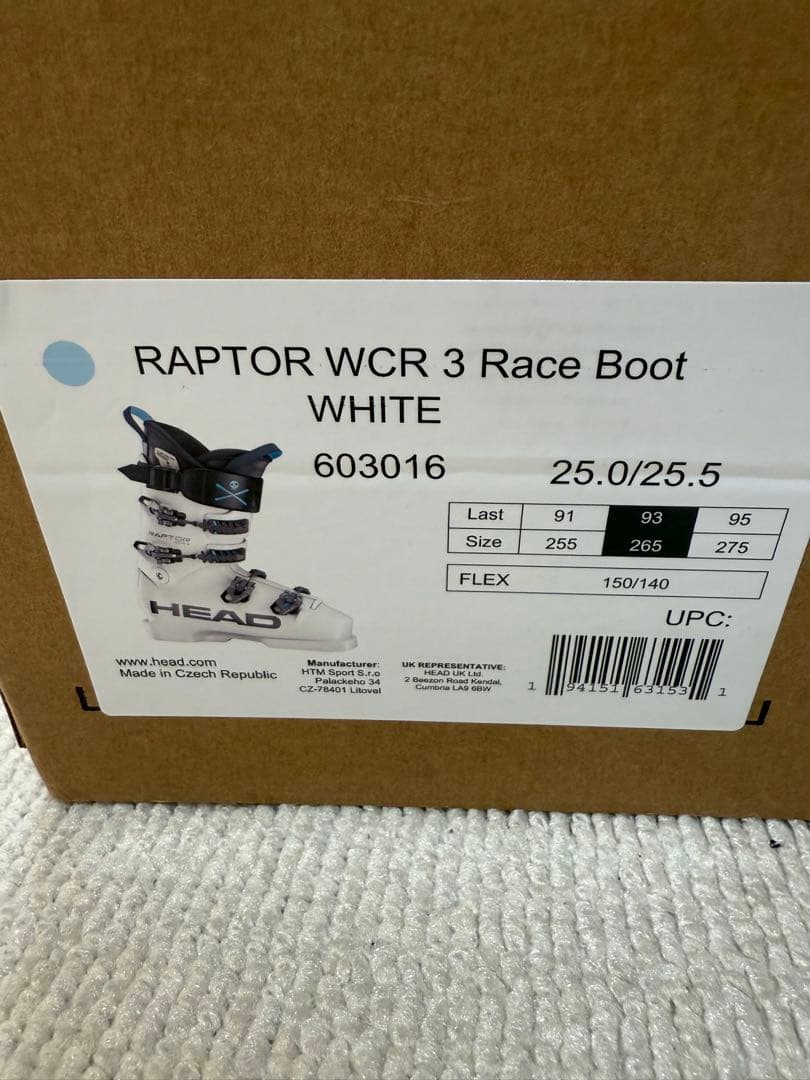 RAPTOR WCR 3 Race Boot
WHITE
603016
25.0/25.5
Last 91 93 95
Size 255 265 275
FLEX 150/140
UPC:
RAPTOR
HEAD
www.head.com
Made in Czech Republic
Manufacturer:
HTM Sport S.r.o
Palackeho 34
CZ-78401 Litovel
UK REPRESENTATIVE:
HEAD UK Ltd.
2 Beezon Road Kendal,
Cumbria LA9 6BW
1 94151 63153 1